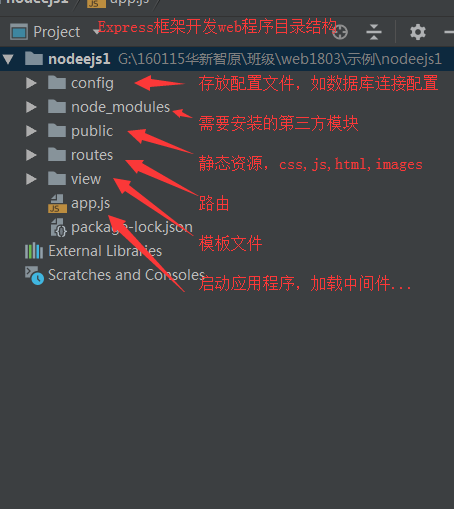 nodeejs1 › app.js
Project Express框架开发web程序目录结构
nodeejs1 G:\160115华新智原\班级\web1803\示例\nodeejs1
config 存放配置文件，如数据库连接配置
node_modules 需要安装的第三方模块
public
routes 静态资源，css,js,html,images
view 路由
app.js
package-lock.json 模板文件
External Libraries
Scratches and Consoles 启动应用程序，加载中间件...